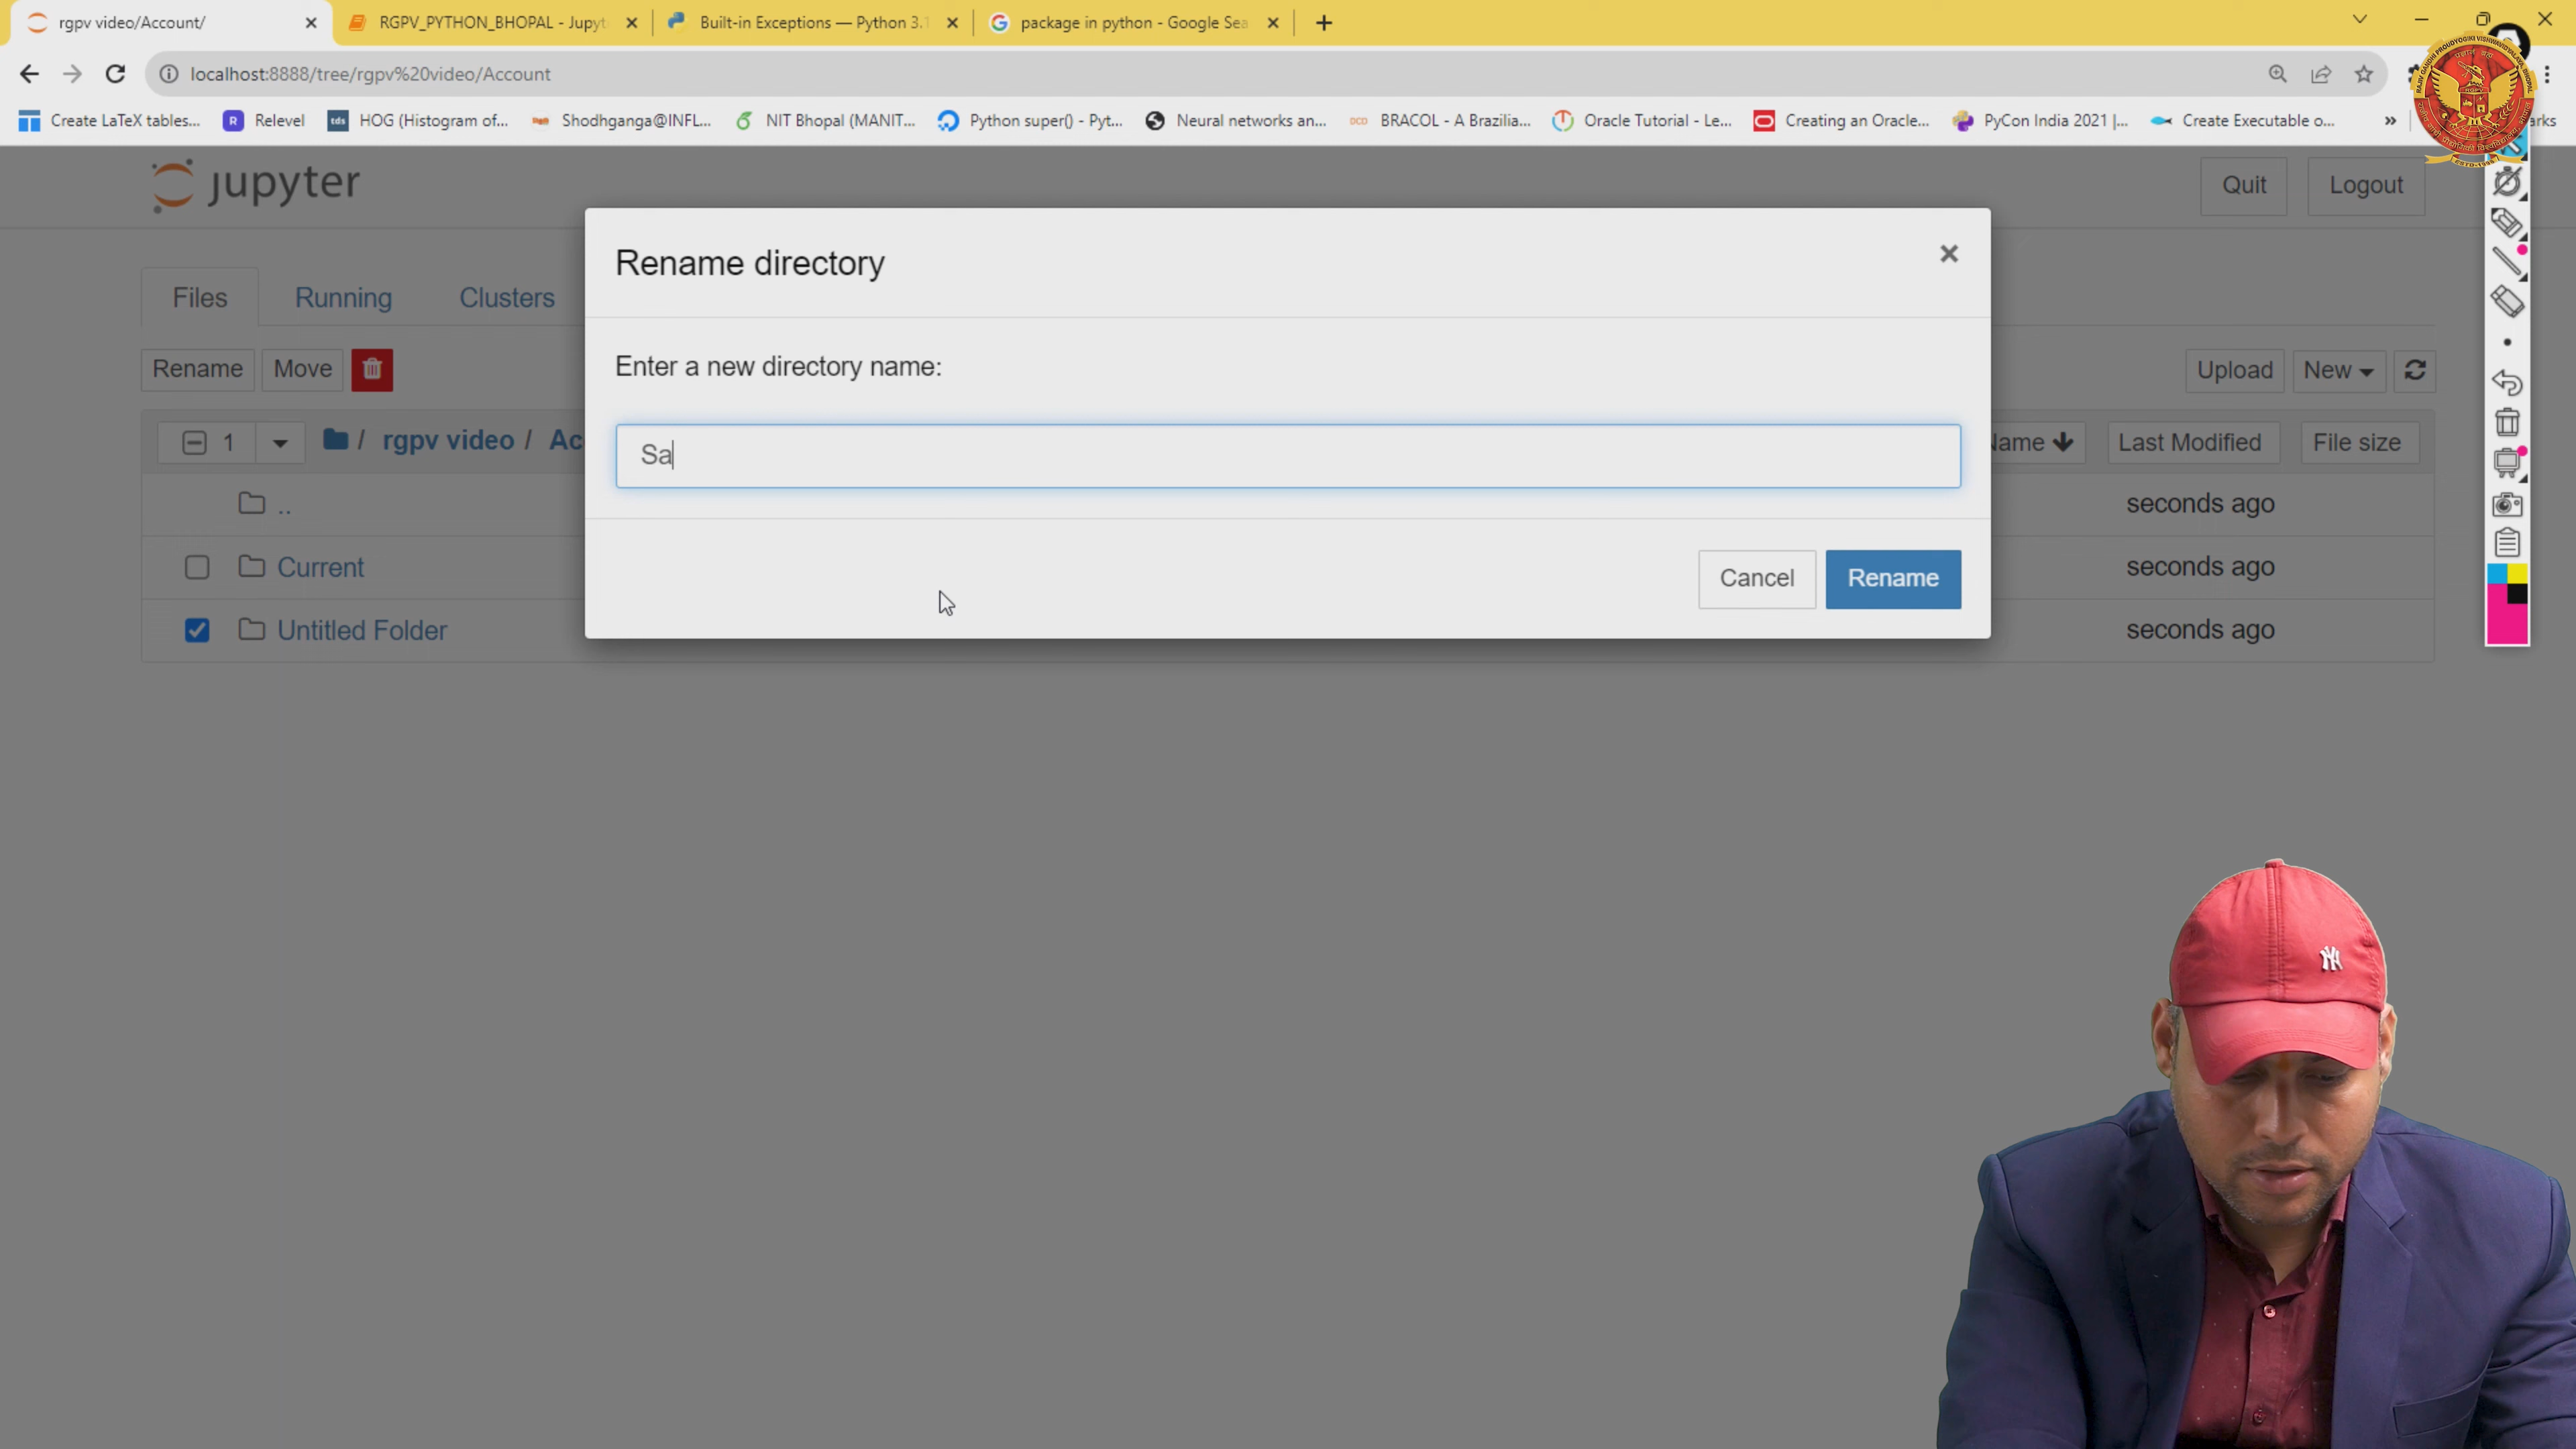 rgpv video/Account/
RGPV_PYTHON_BHOPAL - Jupyt
Built-in Exceptions — Python 3.1
package in python - Google Sea
localhost:8888/tree/rgpv%20video/Account
Create LaTeX tables...
R Relevel
tds HOG (Histogram of...
Shodhganga@INFL...
NIT Bhopal (MANIT...
Python super() - Pyt...
Neural networks an...
DCD BRACOL - A Brazilia...
Oracle Tutorial - Le...
Creating an Oracle...
PyCon India 2021 |...
Create Executable o...
»
arks
jupyter
Quit
Logout
Rename directory
Files
Running
Clusters
Enter a new directory name:
Rename
Move
Upload
New
Sa
1
/ rgpv video / Ac
Name
Last Modified
File size
..
seconds ago
Current
seconds ago
Cancel
Rename
Untitled Folder
seconds ago
NY